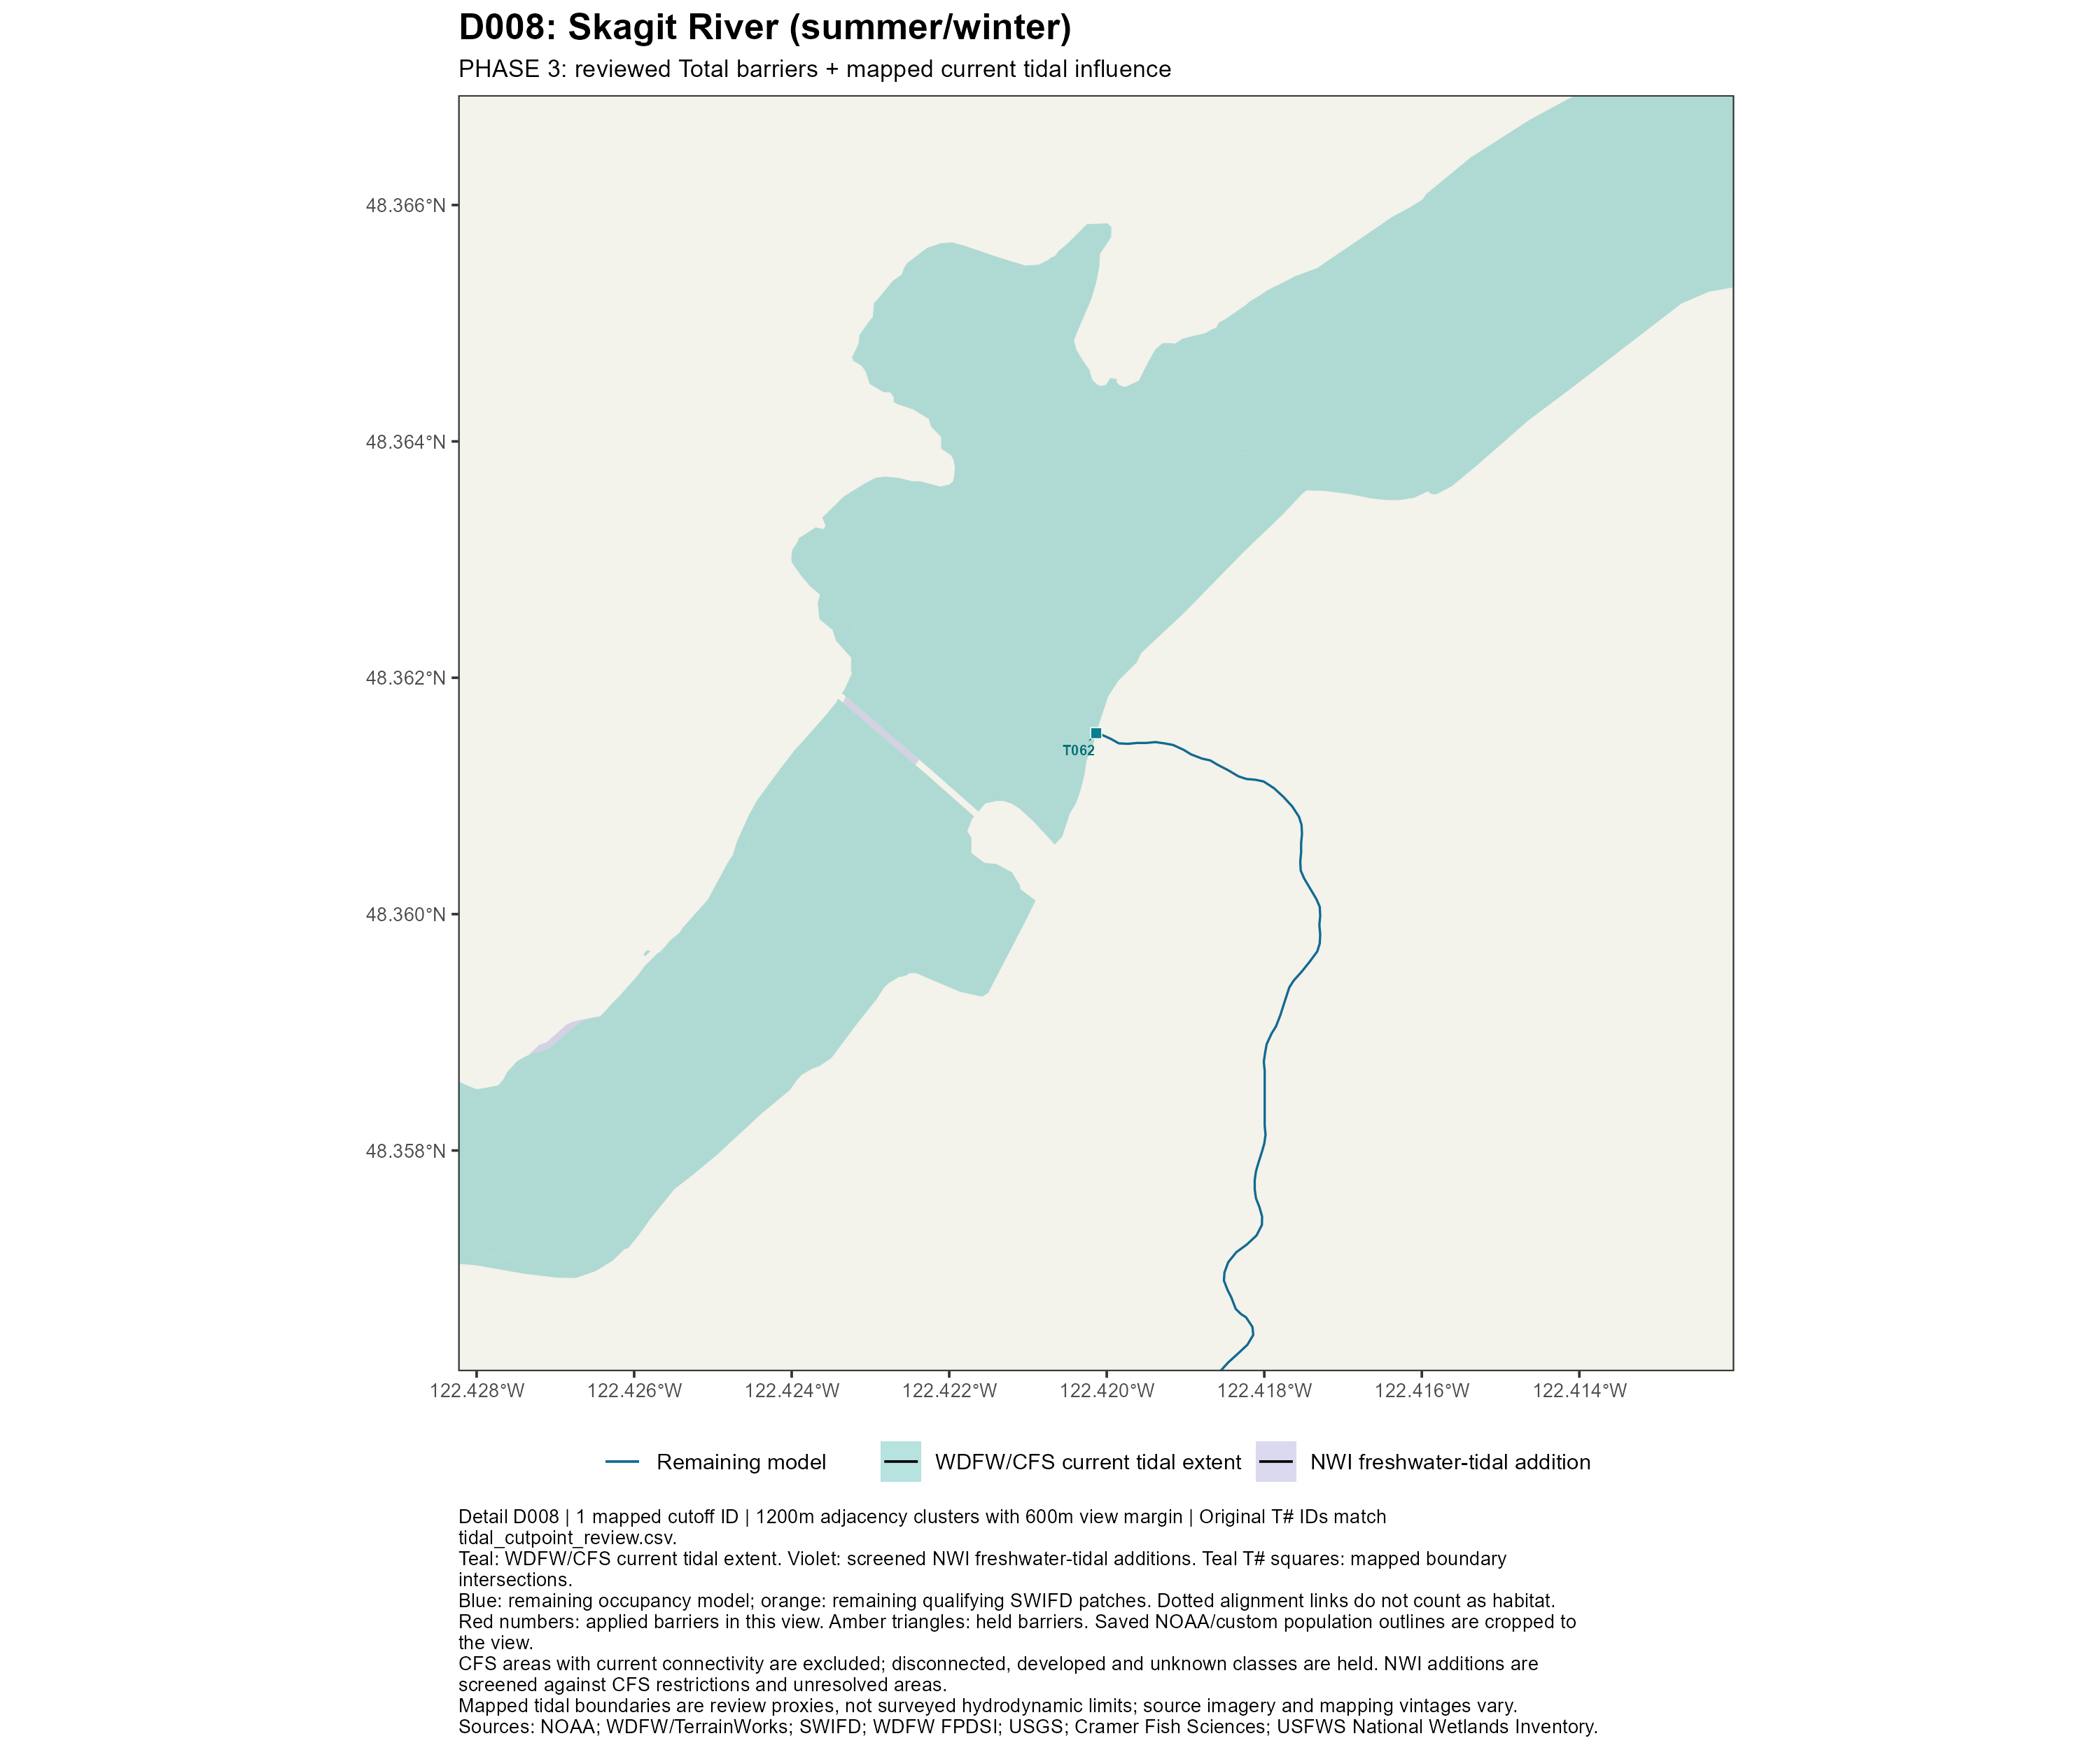 D008: Skagit River (summer/winter)
PHASE 3: reviewed Total barriers + mapped current tidal influence
48.366°N
48.364°N
48.362°N
48.360°N
48.358°N
T062
122.428°W
122.426°W
122.424°W
122.422°W
122.420°W
122.418°W
122.416°W
122.414°W
Remaining model
WDFW/CFS current tidal extent
NWI freshwater-tidal addition
Detail D008 | 1 mapped cutoff ID | 1200m adjacency clusters with 600m view margin | Original T# IDs match
tidal_cutpoint_review.csv.
Teal: WDFW/CFS current tidal extent. Violet: screened NWI freshwater-tidal additions. Teal T# squares: mapped boundary
intersections.
Blue: remaining occupancy model; orange: remaining qualifying SWIFD patches. Dotted alignment links do not count as habitat.
Red numbers: applied barriers in this view. Amber triangles: held barriers. Saved NOAA/custom population outlines are cropped to
the view.
CFS areas with current connectivity are excluded; disconnected, developed and unknown classes are held. NWI additions are
screened against CFS restrictions and unresolved areas.
Mapped tidal boundaries are review proxies, not surveyed hydrodynamic limits; source imagery and mapping vintages vary.
Sources: NOAA; WDFW/TerrainWorks; SWIFD; WDFW FPDSI; USGS; Cramer Fish Sciences; USFWS National Wetlands Inventory.